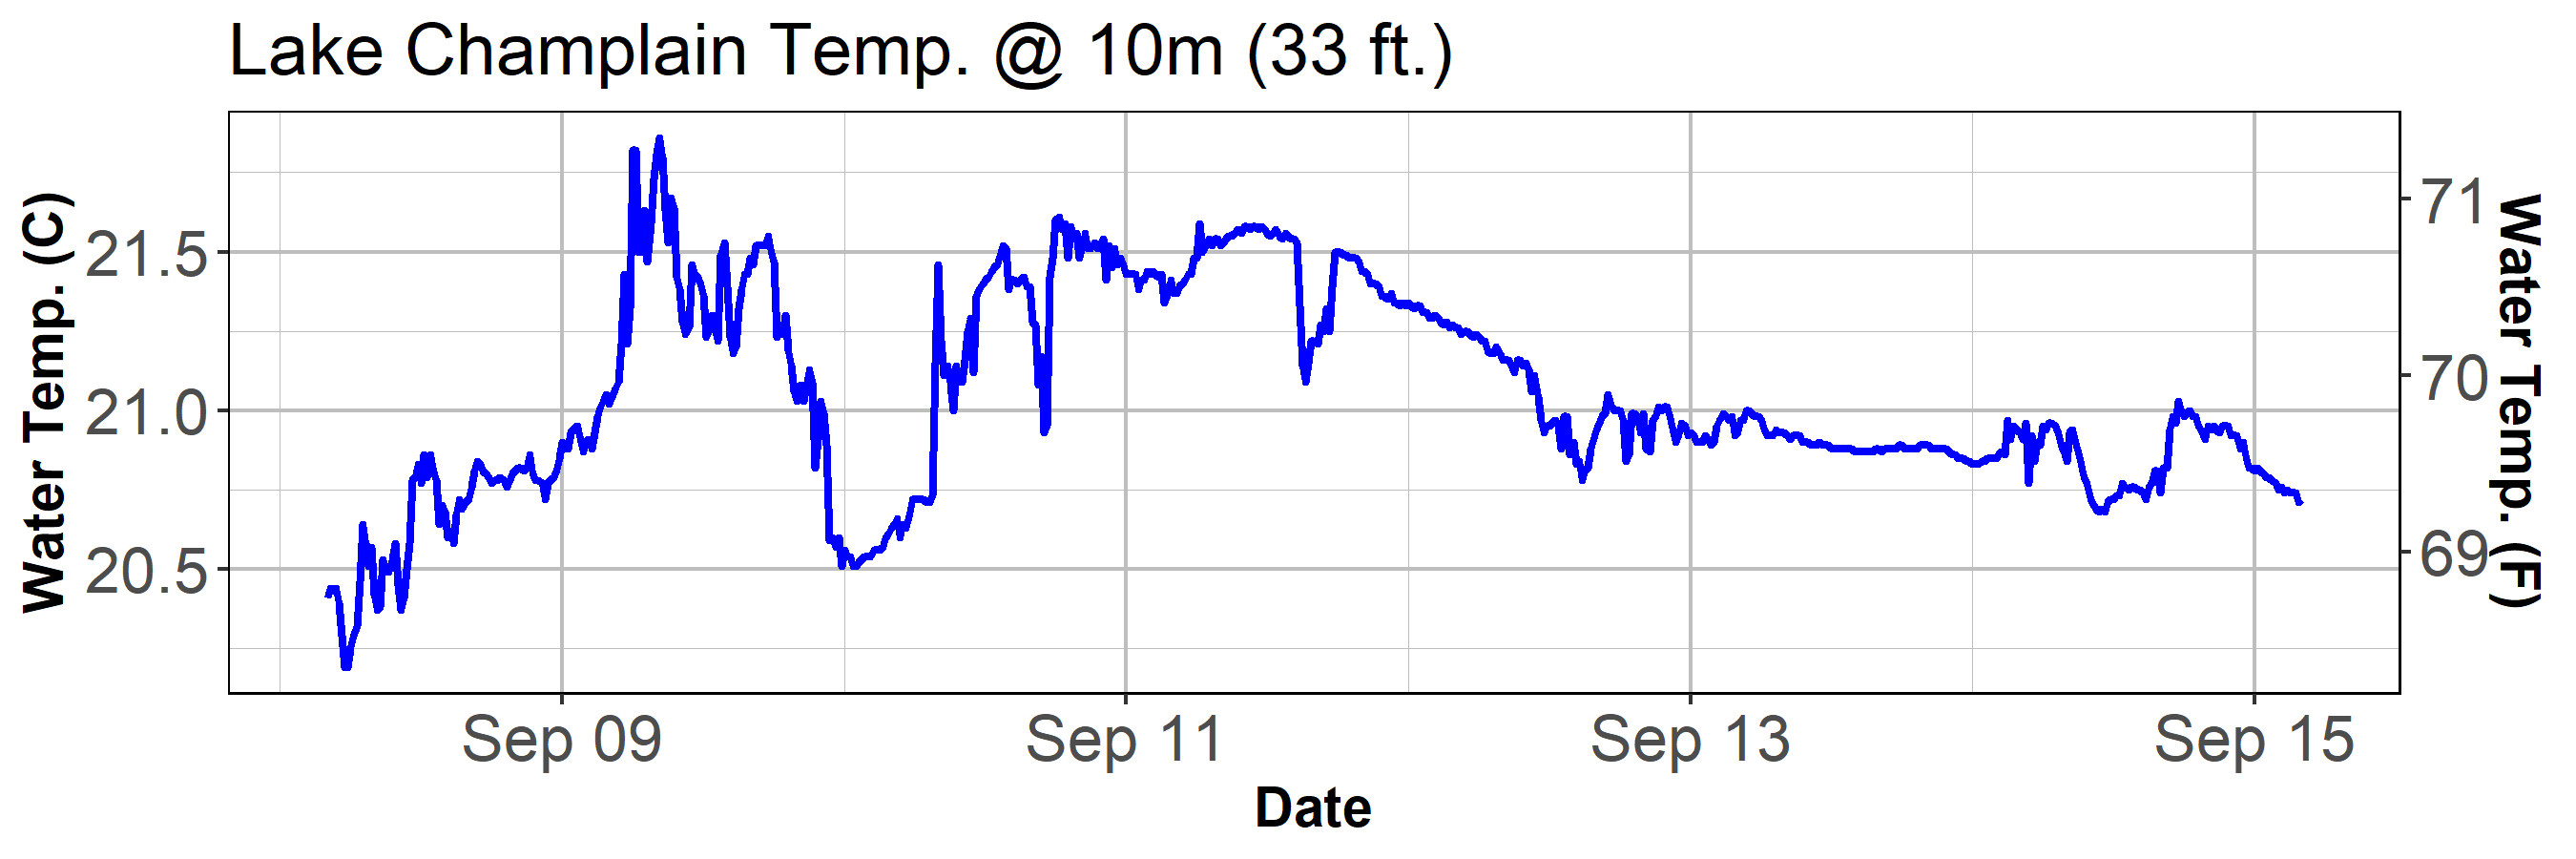 Lake Champlain Temp. @ 10m (33 ft.)
Water Temp. (C)
21.5
21.0
20.5
71
70
69
Water Temp. (F)
Sep 09 Sep 11 Sep 13 Sep 15
Date